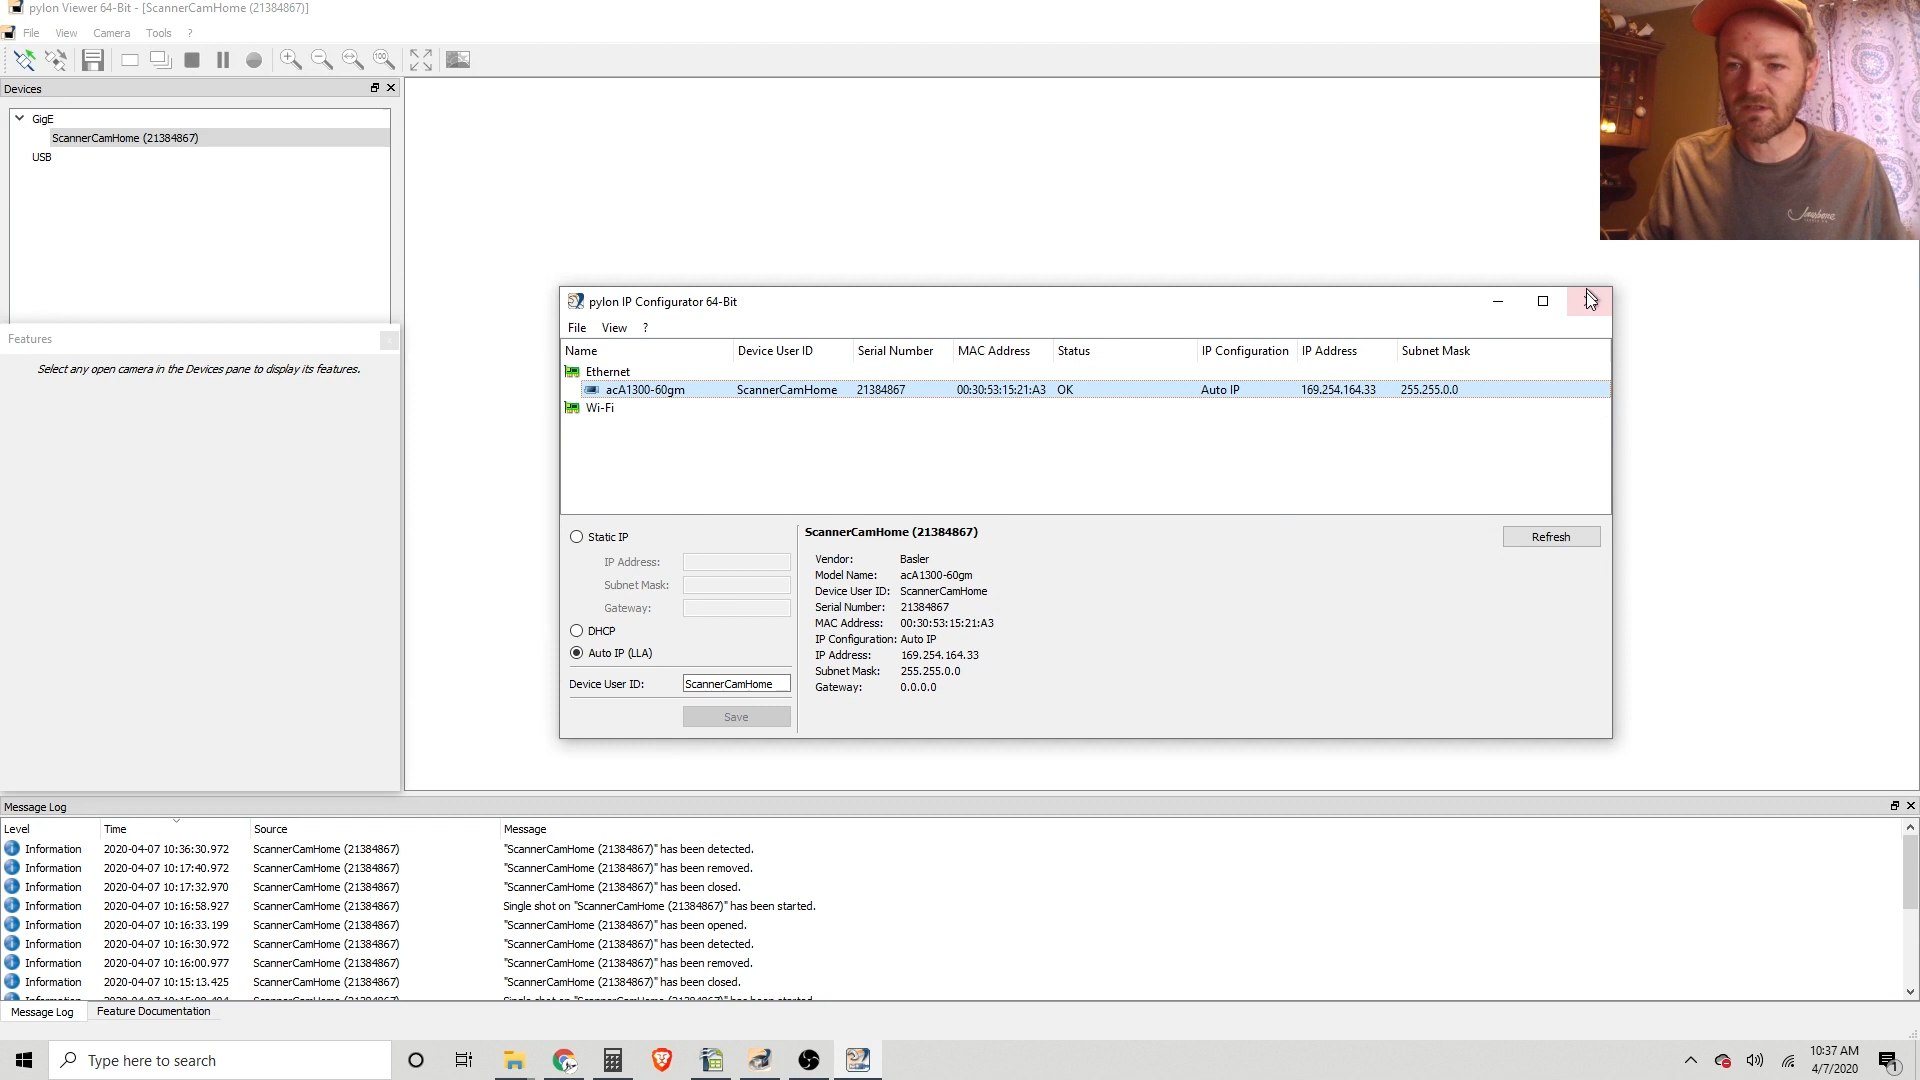 pylon Viewer 64-Bit - [ScannerCamHome (21384867)]
File View Camera Tools ?
100
Devices
GigE
ScannerCamHome (21384867)
USB
Features
Select any open camera in the Devices pane to display its features.
pylon IP Configurator 64-Bit
File View ?
Name Device User ID Serial Number MAC Address Status IP Configuration IP Address Subnet Mask
Ethernet
acA1300-60gm ScannerCamHome 21384867 00:30:53:15:21:A3 OK Auto IP 169.254.164.33 255.255.0.0
Wi-Fi
Static IP
IP Address:
Subnet Mask:
Gateway:
DHCP
Auto IP (LLA)
Device User ID: ScannerCamHome
Save
ScannerCamHome (21384867)
Refresh
Vendor: Basler
Model Name: acA1300-60gm
Device User ID: ScannerCamHome
Serial Number: 21384867
MAC Address: 00:30:53:15:21:A3
IP Configuration: Auto IP
IP Address: 169.254.164.33
Subnet Mask: 255.255.0.0
Gateway: 0.0.0.0
Message Log
Level Time Source Message
Information 2020-04-07 10:36:30.972 ScannerCamHome (21384867) "ScannerCamHome (21384867)" has been detected.
Information 2020-04-07 10:17:40.972 ScannerCamHome (21384867) "ScannerCamHome (21384867)" has been removed.
Information 2020-04-07 10:17:32.970 ScannerCamHome (21384867) "ScannerCamHome (21384867)" has been closed.
Information 2020-04-07 10:16:58.927 ScannerCamHome (21384867) Single shot on "ScannerCamHome (21384867)" has been started.
Information 2020-04-07 10:16:33.199 ScannerCamHome (21384867) "ScannerCamHome (21384867)" has been opened.
Information 2020-04-07 10:16:30.972 ScannerCamHome (21384867) "ScannerCamHome (21384867)" has been detected.
Information 2020-04-07 10:16:00.977 ScannerCamHome (21384867) "ScannerCamHome (21384867)" has been removed.
Information 2020-04-07 10:15:13.425 ScannerCamHome (21384867) "ScannerCamHome (21384867)" has been closed.
Message Log Feature Documentation
Type here to search
10:37 AM
4/7/2020
1